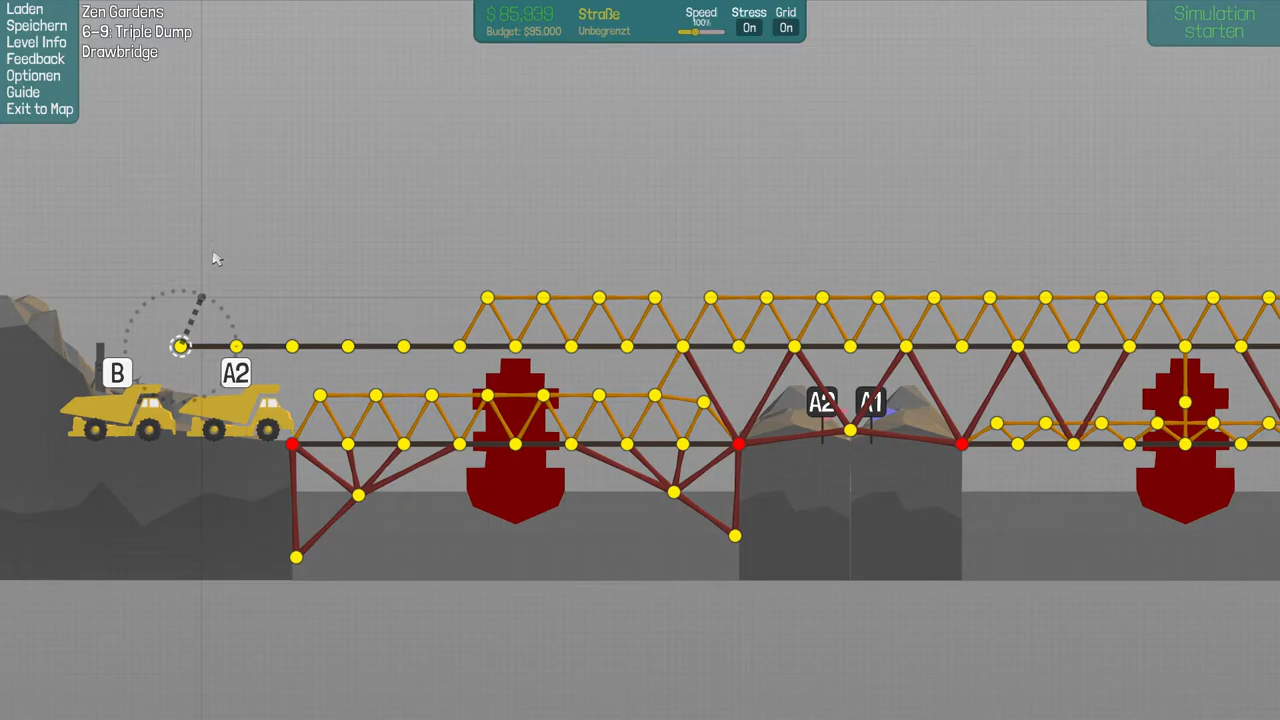 Laden
Speichern
Level Info
Feedback
Optionen
Guide
Exit to Map
Zen Gardens
6-9: Triple Dump
Drawbridge
$ 85,939
Budget: $95,000
Straße
Unbegrenzt
Speed
100%
Stress
On
Grid
On
Simulation
starten
B
A2
A2
A1